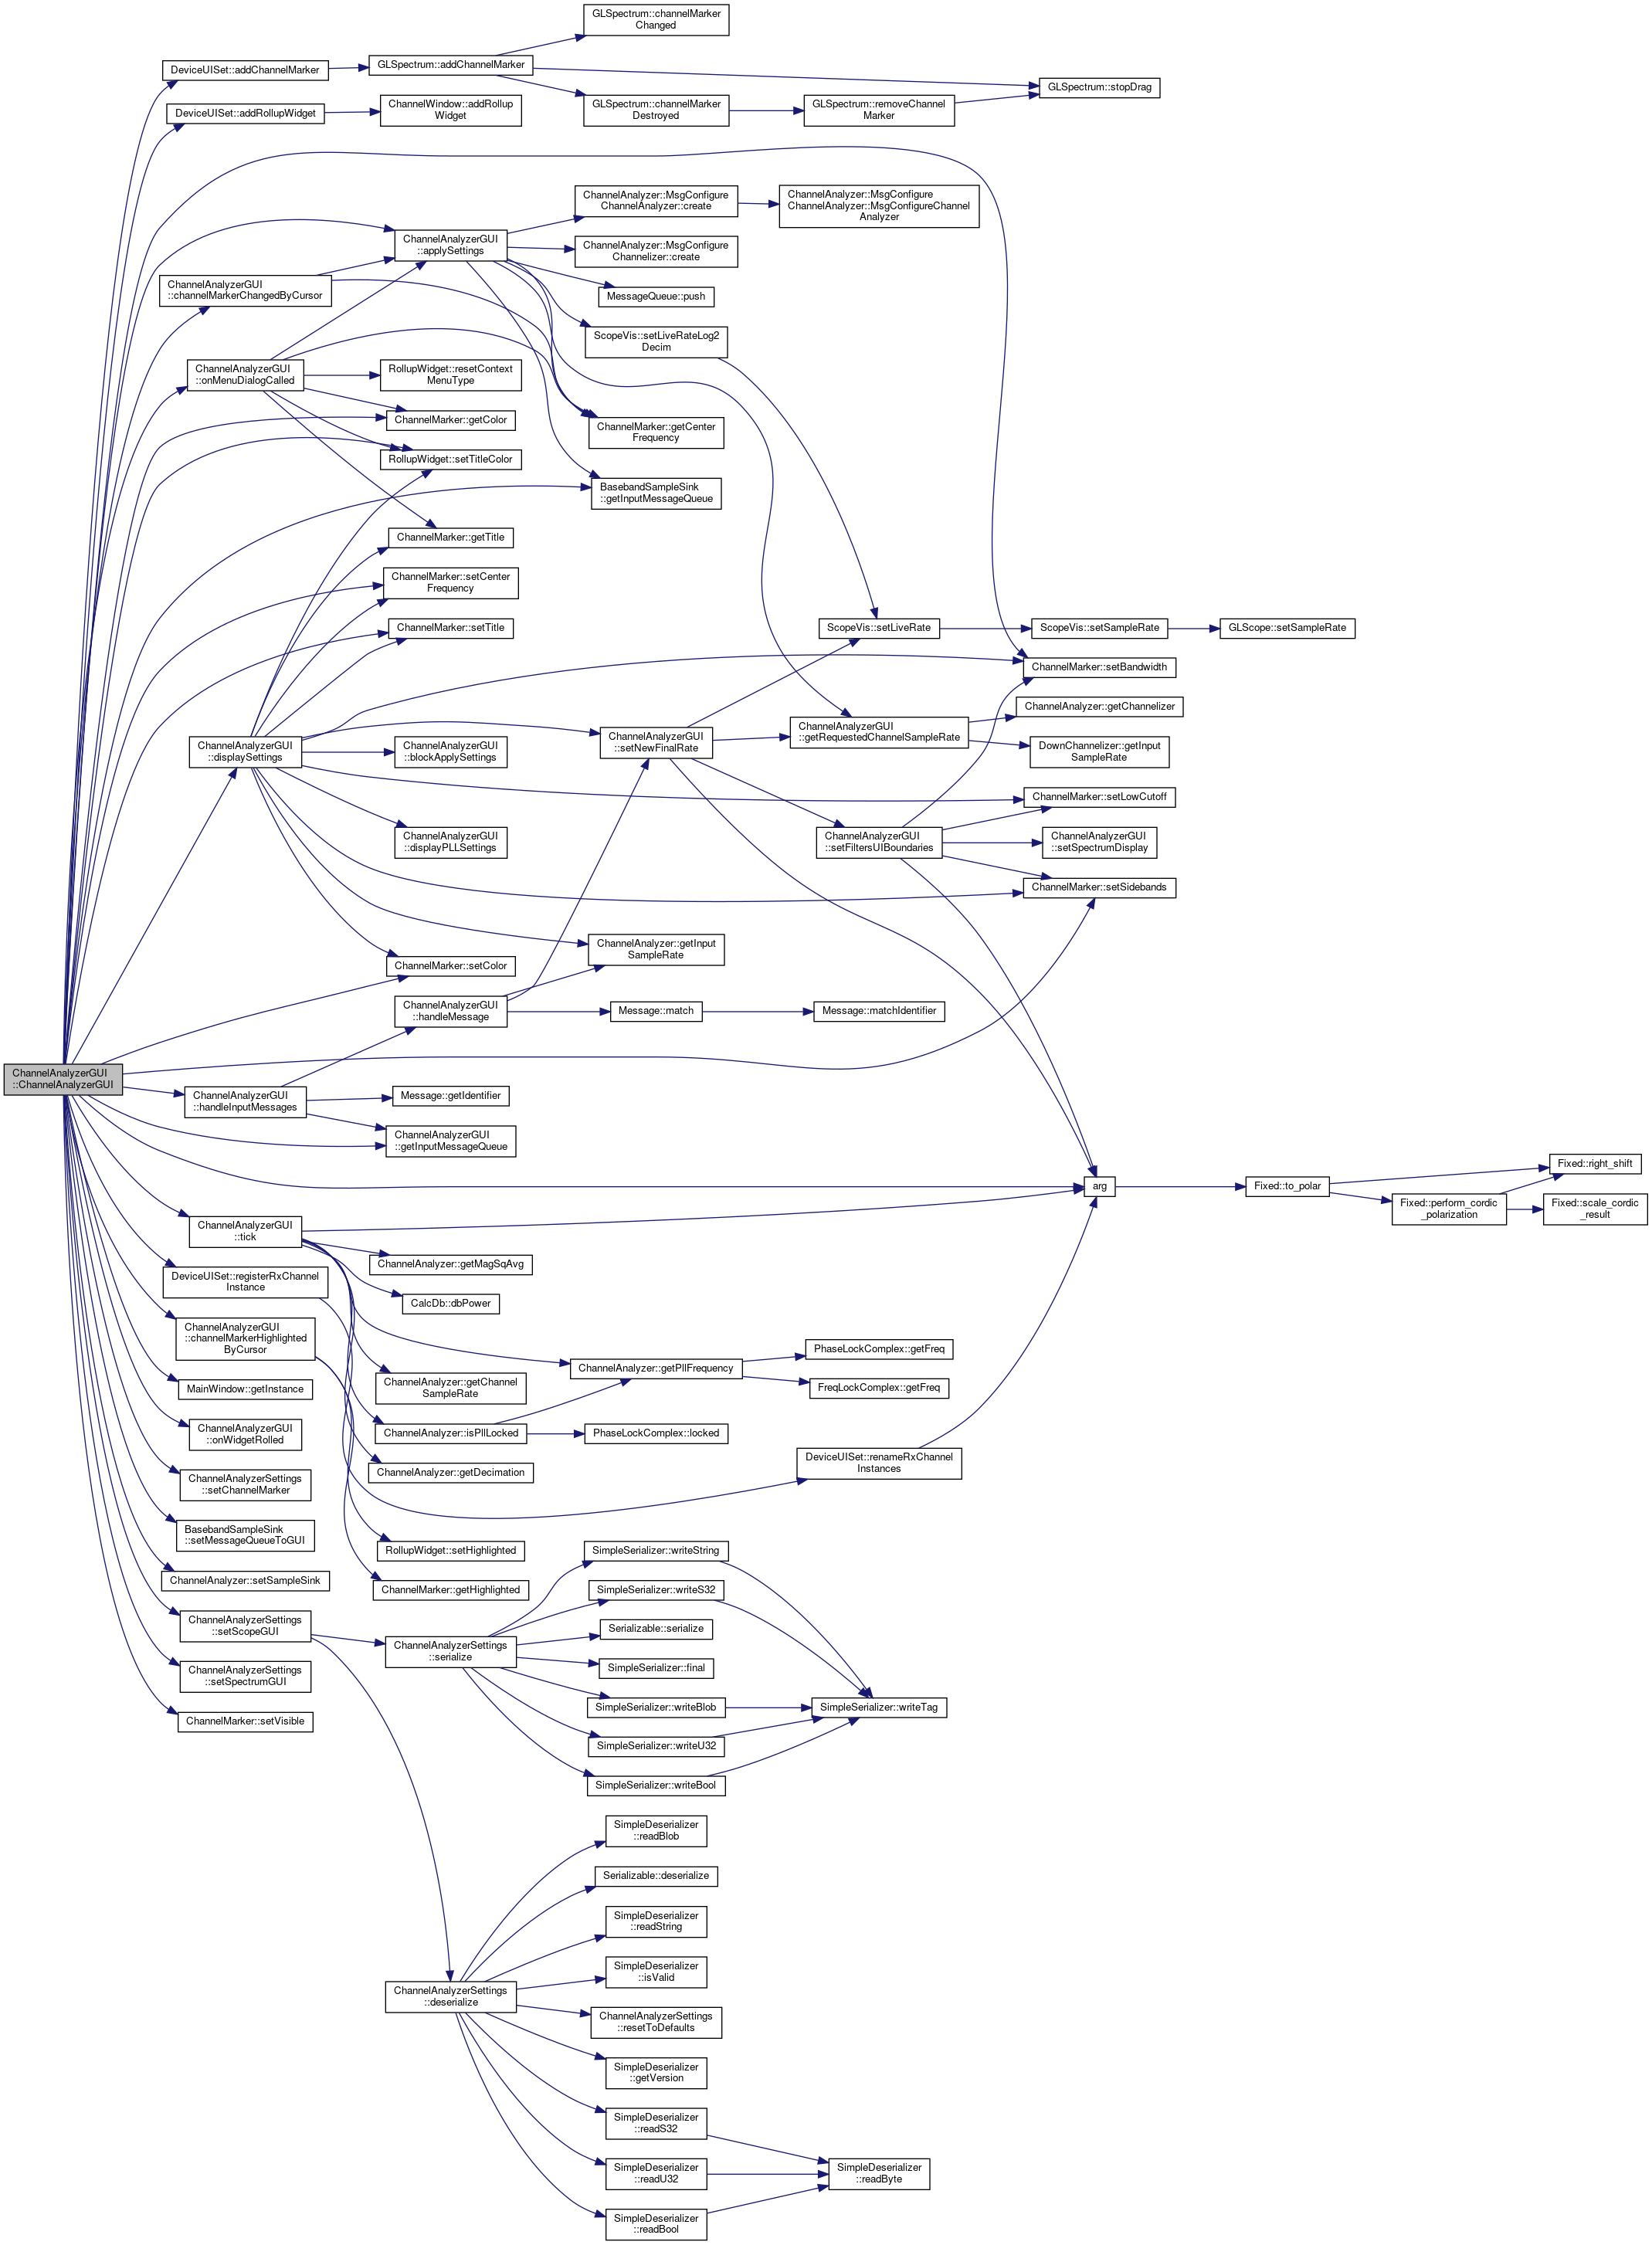 GLSpectrum::channelMarker
Changed
DeviceUISet::addChannelMarker
GLSpectrum::addChannelMarker
GLSpectrum::stopDrag
DeviceUISet::addRollupWidget
ChannelWindow::addRollup
Widget
GLSpectrum::channelMarker
Destroyed
GLSpectrum::removeChannel
Marker
ChannelAnalyzer::MsgConfigure
ChannelAnalyzer::create
ChannelAnalyzer::MsgConfigure
ChannelAnalyzer::MsgConfigureChannel
Analyzer
ChannelAnalyzerGUI
::applySettings
ChannelAnalyzer::MsgConfigure
Channelizer::create
ChannelAnalyzerGUI
::channelMarkerChangedByCursor
MessageQueue::push
ScopeVis::setLiveRateLog2
Decim
ChannelAnalyzerGUI
::onMenuDialogCalled
RollupWidget::resetContext
MenuType
ChannelMarker::getColor
ChannelMarker::getCenter
Frequency
RollupWidget::setTitleColor
BasebandSampleSink
::getInputMessageQueue
ChannelMarker::getTitle
ChannelMarker::setCenter
Frequency
ChannelMarker::setTitle
ScopeVis::setLiveRate
ScopeVis::setSampleRate
GLScope::setSampleRate
ChannelMarker::setBandwidth
ChannelAnalyzer::getChannelizer
ChannelAnalyzerGUI
::displaySettings
ChannelAnalyzerGUI
::blockApplySettings
ChannelAnalyzerGUI
::setNewFinalRate
ChannelAnalyzerGUI
::getRequestedChannelSampleRate
DownChannelizer::getInput
SampleRate
ChannelMarker::setLowCutoff
ChannelAnalyzerGUI
::displayPLLSettings
ChannelAnalyzerGUI
::setFiltersUIBoundaries
ChannelAnalyzerGUI
::setSpectrumDisplay
ChannelMarker::setSidebands
ChannelAnalyzer::getInput
SampleRate
ChannelMarker::setColor
ChannelAnalyzerGUI
::handleMessage
Message::match
Message::matchIdentifier
ChannelAnalyzerGUI
::ChannelAnalyzerGUI
ChannelAnalyzerGUI
::handleInputMessages
Message::getIdentifier
ChannelAnalyzerGUI
::getInputMessageQueue
arg
Fixed::to_polar
Fixed::right_shift
Fixed::perform_cordic
_polarization
Fixed::scale_cordic
_result
ChannelAnalyzerGUI
::tick
ChannelAnalyzer::getMagSqAvg
DeviceUISet::registerRxChannel
Instance
CalcDb::dbPower
ChannelAnalyzerGUI
::channelMarkerHighlighted
ByCursor
ChannelAnalyzer::getPllFrequency
PhaseLockComplex::getFreq
FreqLockComplex::getFreq
MainWindow::getInstance
ChannelAnalyzer::getChannel
SampleRate
ChannelAnalyzerGUI
::onWidgetRolled
ChannelAnalyzer::isPllLocked
PhaseLockComplex::locked
DeviceUISet::renameRxChannel
Instances
ChannelAnalyzer::getDecimation
ChannelAnalyzerSettings
::setChannelMarker
BasebandSampleSink
::setMessageQueueToGUI
RollupWidget::setHighlighted
SimpleSerializer::writeString
ChannelAnalyzer::setSampleSink
ChannelMarker::getHighlighted
SimpleSerializer::writeS32
ChannelAnalyzerSettings
::setScopeGUI
Serializable::serialize
ChannelAnalyzerSettings
::serialize
SimpleSerializer::final
ChannelAnalyzerSettings
::setSpectrumGUI
SimpleSerializer::writeBlob
SimpleSerializer::writeTag
ChannelMarker::setVisible
SimpleSerializer::writeU32
SimpleSerializer::writeBool
SimpleDeserializer
::readBlob
Serializable::deserialize
SimpleDeserializer
::readString
SimpleDeserializer
::isValid
ChannelAnalyzerSettings
::deserialize
ChannelAnalyzerSettings
::resetToDefaults
SimpleDeserializer
::getVersion
SimpleDeserializer
::readS32
SimpleDeserializer
::readU32
SimpleDeserializer
::readByte
SimpleDeserializer
::readBool